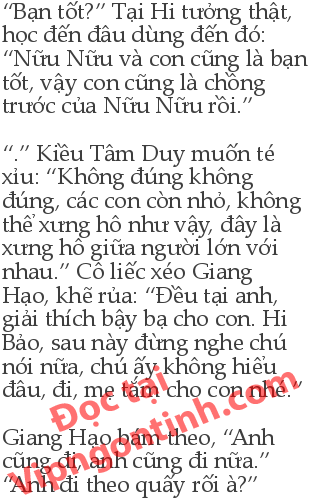 “Bạn tốt?” Tại Hi tưởng thật,
học đến đâu dùng đến đó:
“Nữu Nữu và con cũng là bạn
tốt, vậy con cũng là chồng
trước của Nữu Nữu rồi.”
“.” Kiều Tâm Duy muốn té
xỉu: “Không đúng không
đúng, các con còn nhỏ, không
thể xưng hô như vậy, đây là
xưng hô giữa người lớn với
nhau.” Cô liếc xéo Giang
Hạo, khẽ rủa: “Đều tại anh,
giải thích bậy bạ cho con. Hi
Bảo, sau này đừng nghe chú
nói nữa, chú ấy không hiểu
đâu, đi, mẹ tắm cho con nhé.”
Giang Hạo bám theo, “Anh
cũng đi, anh cũng đi nữa.”
“Anh đi theo quấy rối à?”
Đọc tại
Vipngontinh.com